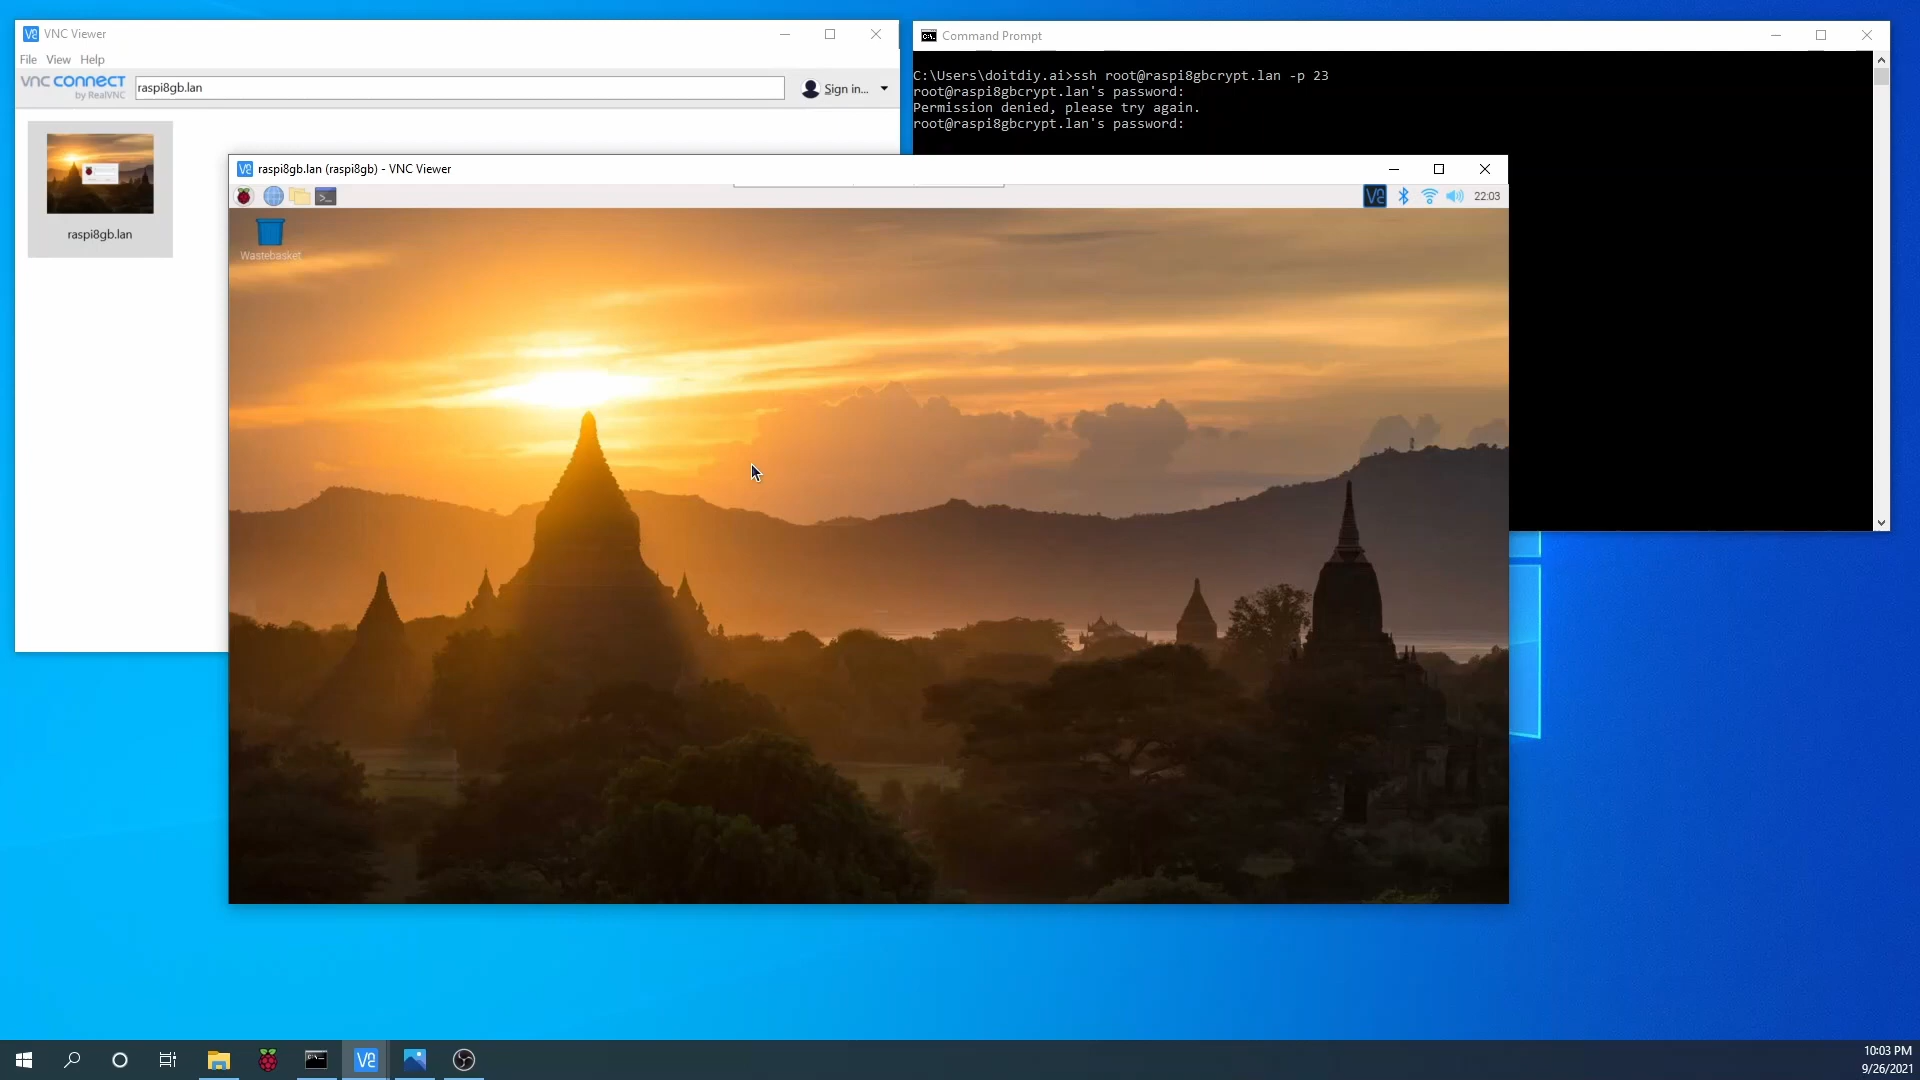 VNC Viewer
File View Help
VNC CONNECT
by RealVNC
raspi8gb.lan
Sign in...
raspi8gb.lan
Command Prompt
C:\Users\doitdiy.ai>ssh root@raspi8gbcrypt.lan -p 23
root@raspi8gbcrypt.lan's password:
Permission denied, please try again.
root@raspi8gbcrypt.lan's password:
raspi8gb.lan (raspi8gb) - VNC Viewer
22:03
Wastebasket
10:03 PM
9/26/2021